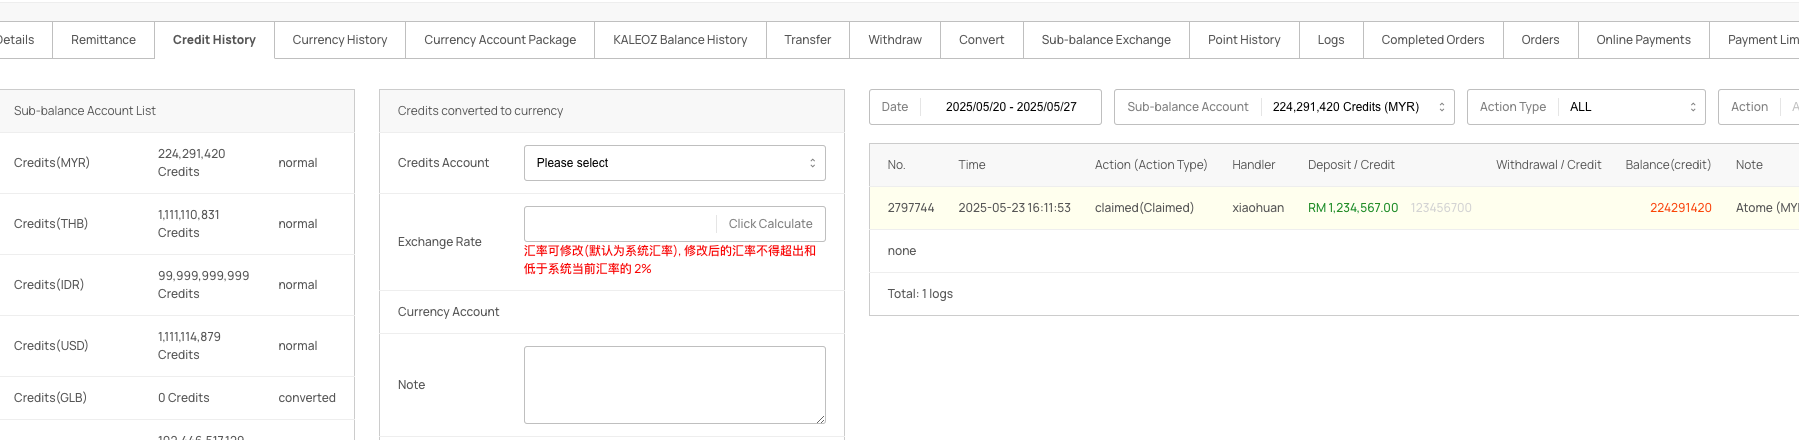 Details Remittance Credit History Currency History Currency Account Package KALEOZ Balance History Transfer Withdraw Convert Sub-balance Exchange Point History Logs Completed Orders Orders Online Payments Payment
Sub-balance Account List
Credits(MYR) 224,291,420 Credits normal
Credits(THB) 1,111,110,831 Credits normal
Credits(IDR) 99,999,999,999 Credits normal
Credits(USD) 1,111,114,879 Credits normal
Credits(GLB) 0 Credits converted
Credits converted to currency
Credits Account Please select
Exchange Rate Click Calculate
汇率可修改(默认为系统汇率), 修改后的汇率不得超出和
低于系统当前汇率的 2%
Currency Account
Note
Date 2025/05/20 - 2025/05/27 Sub-balance Account 224,291,420 Credits (MYR) Action Type ALL Action
No. Time Action (Action Type) Handler Deposit / Credit Withdrawal / Credit Balance(credit) Note
2797744 2025-05-23 16:11:53 claimed(Claimed) xiaohuan RM 1,234,567.00 123456700 224291420 Atome
none
Total: 1 logs